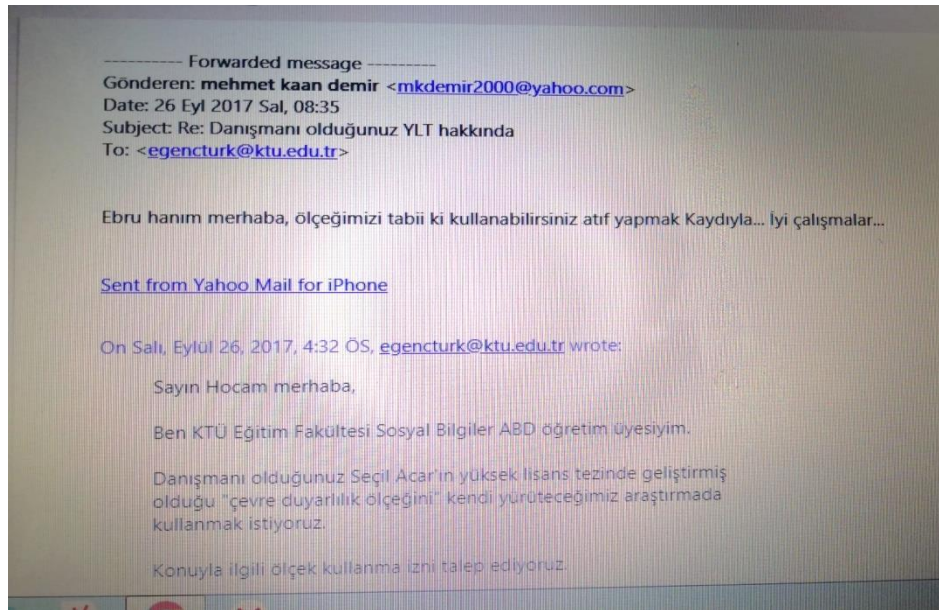 ---------- Forwarded message ---------
Gönderen: mehmet kaan demir <mkdemir2000@yahoo.com>
Date: 26 Eyl 2017 Sal, 08:35
Subject: Re: Danışmanı olduğunuz YLT hakkında
To: <egencturk@ktu.edu.tr>
Ebru hanım merhaba, ölçeğimizi tabii ki kullanabilirsiniz atıf yapmak Kaydıyla... İyi çalışmalar...
Sent from Yahoo Mail for iPhone
On Salı, Eylül 26, 2017, 4:32 ÖS, egencturk@ktu.edu.tr wrote:
Sayın Hocam merhaba,
Ben KTÜ Eğitim Fakültesi Sosyal Bilgiler ABD öğretim üyesiyim.
Danışmanı olduğunuz Seçil Acar'ın yüksek lisans tezinde geliştirmiş
olduğu "çevre duyarlılık ölçeğini" kendi yürüteceğimiz araştırmada
kullanmak istiyoruz.
Konuyla ilgili ölçek kullanma izni talep ediyoruz.